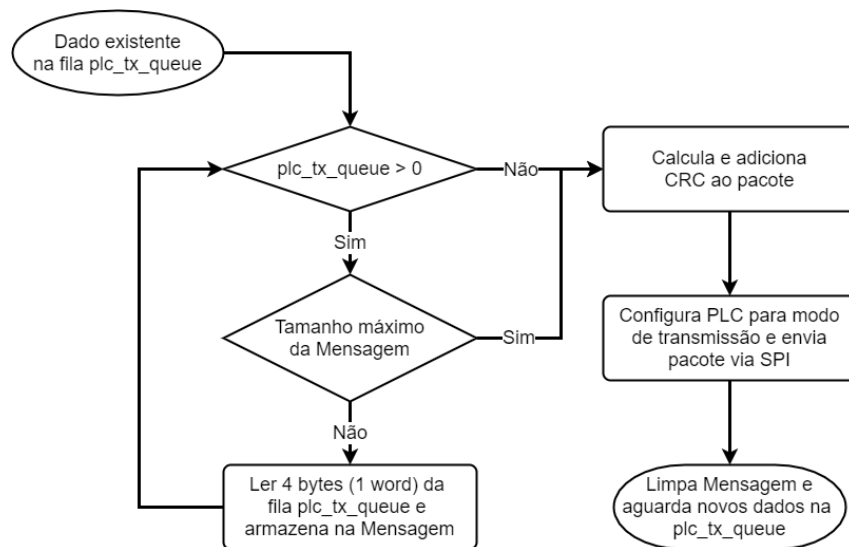 Dado existente
na fila plc_tx_queue
plc_tx_queue > 0
Não
Calcula e adiciona
CRC ao pacote
Sim
Tamanho máximo
da Mensagem
Sim
Configura PLC para modo
de transmissão e envia
pacote via SPI
Não
Ler 4 bytes (1 word) da
fila plc_tx_queue e
armazena na Mensagem
Limpa Mensagem e
aguarda novos dados na
plc_tx_queue